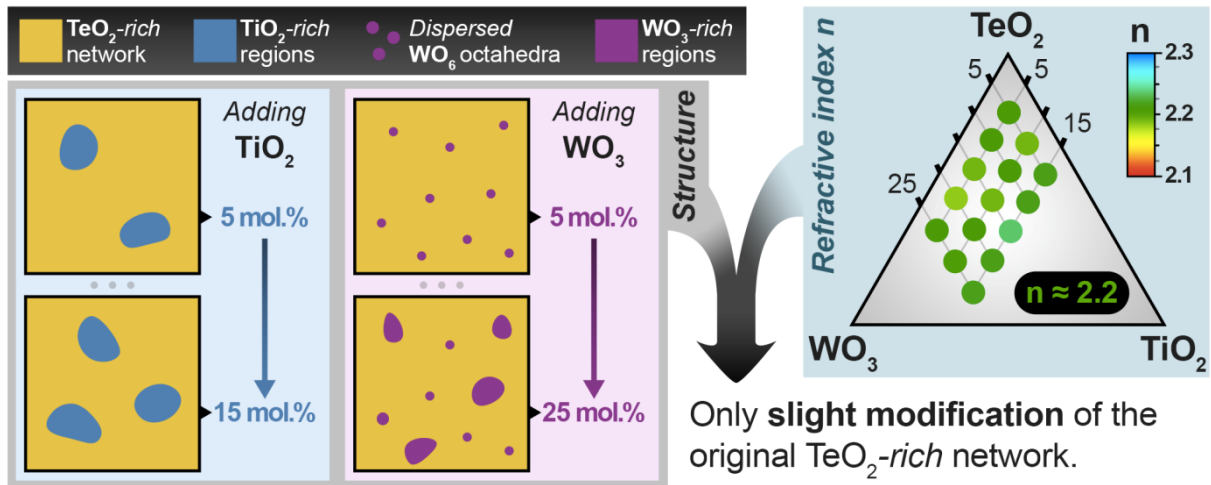 TeO₂-rich
network
TiO₂-rich
regions
Dispersed
WO₆ octahedra
WO₃-rich
regions
Adding
TiO₂
5 mol.%
15 mol.%
Adding
WO₃
5 mol.%
25 mol.%
Structure
Refractive index n
TeO₂
5
5
15
25
WO₃
TiO₂
n
2.3
2.2
2.1
n ≈ 2.2
Only slight modification of the
original TeO₂-rich network.